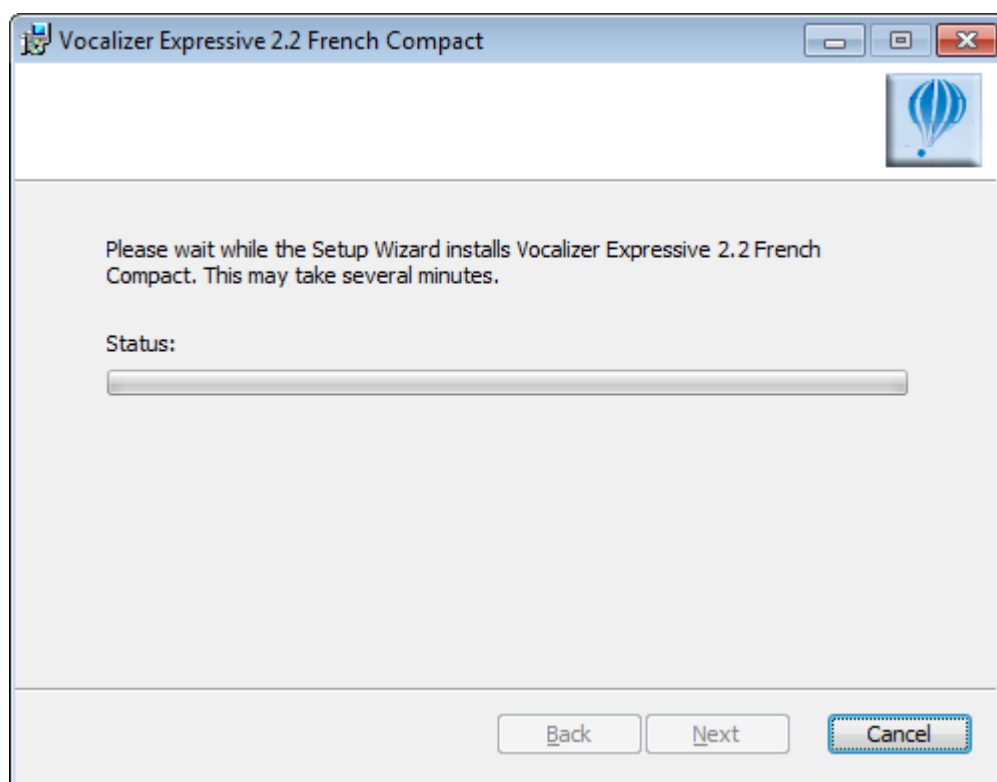 Vocalizer Expressive 2.2 French Compact
Please wait while the Setup Wizard installs Vocalizer Expressive 2.2 French
Compact. This may take several minutes.
Status:
Back
Next
Cancel